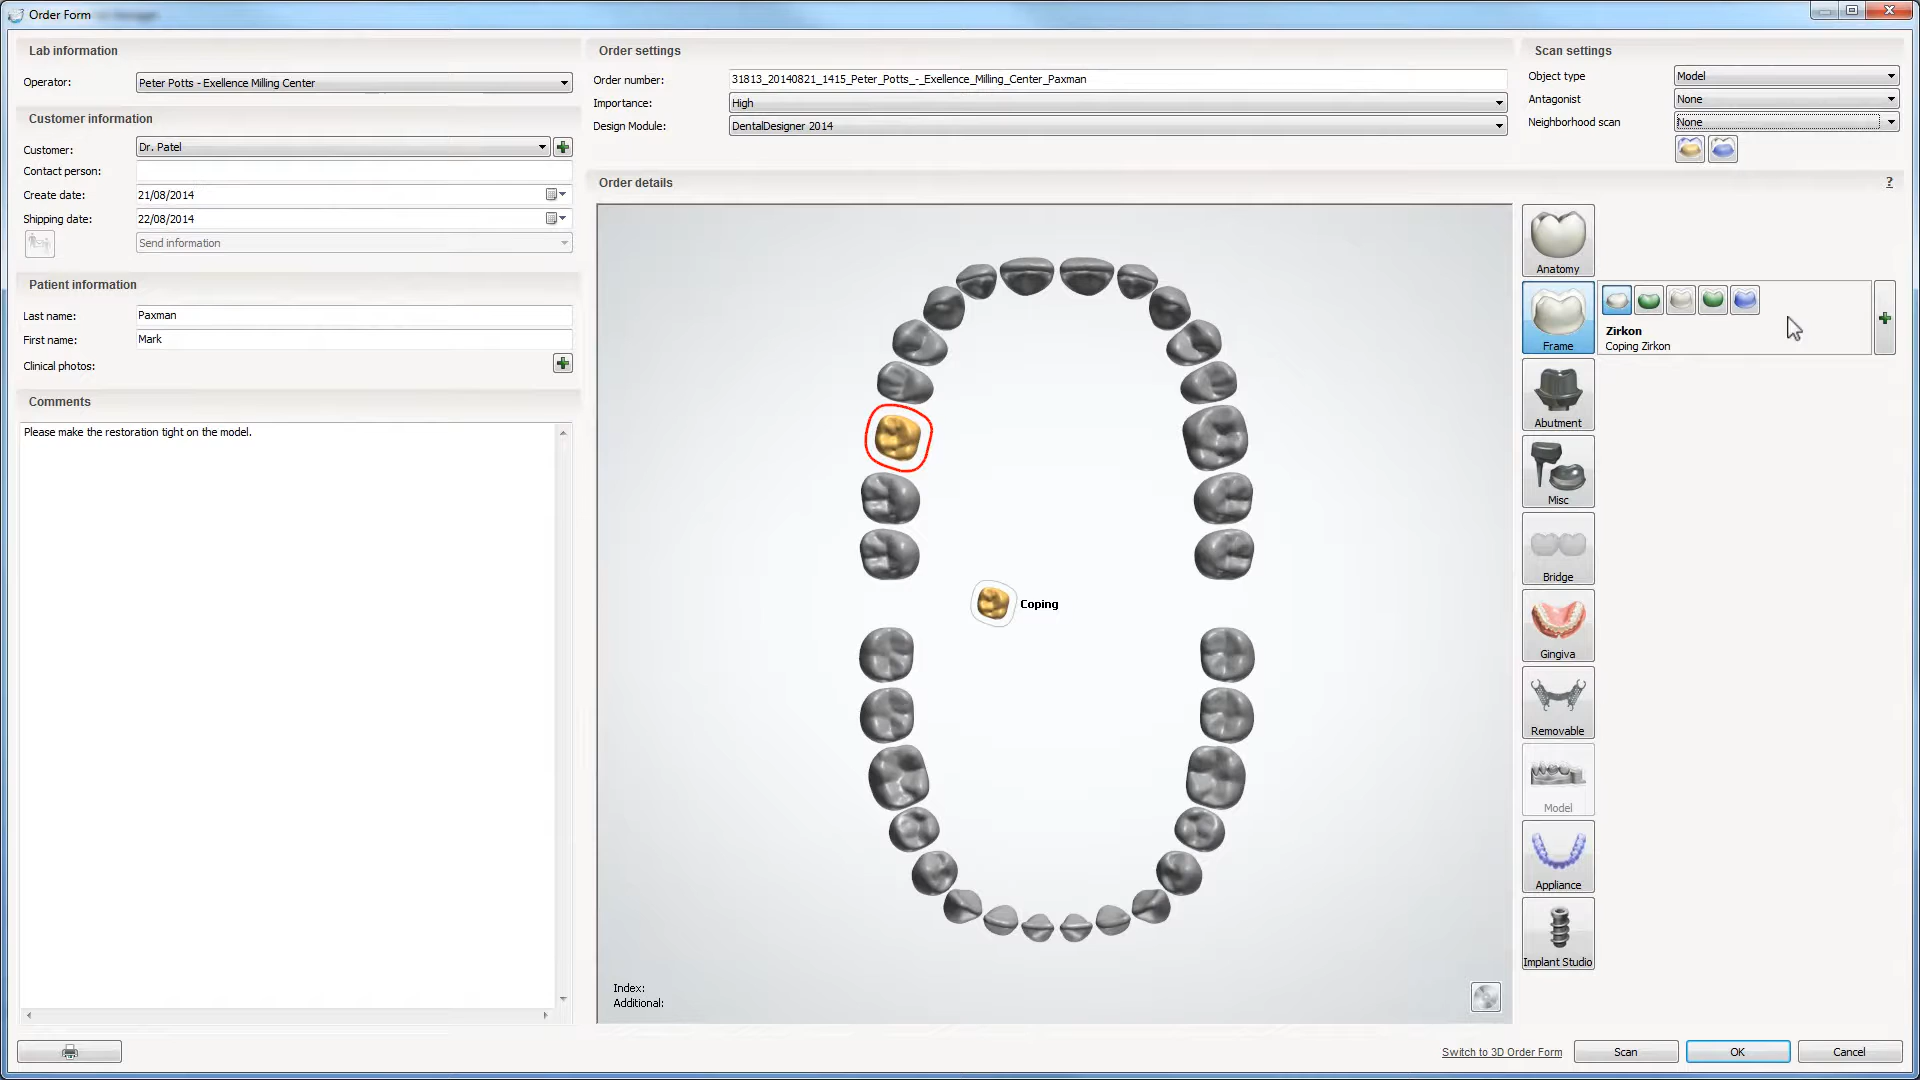 Order Form
Lab information
Operator:
Peter Potts - Exellence Milling Center
Customer information
Customer:
Dr. Patel
Contact person:
Create date:
21/08/2014
Shipping date:
22/08/2014
Send information
Patient information
Last name:
Paxman
First name:
Mark
Clinical photos:
Comments
Please make the restoration tight on the model.
Order settings
Order number:
31813_20140821_1415_Peter_Potts_-_Exellence_Milling_Center_Paxman
Importance:
High
Design Module:
DentalDesigner 2014
Scan settings
Object type
Model
Antagonist
None
Neighborhood scan
None
Order details
?
Coping
Index:
Additional:
Anatomy
Frame
Zirkon
Coping Zirkon
Abutment
Misc
Bridge
Gingiva
Removable
Model
Appliance
Implant Studio
Switch to 3D Order Form
Scan
OK
Cancel